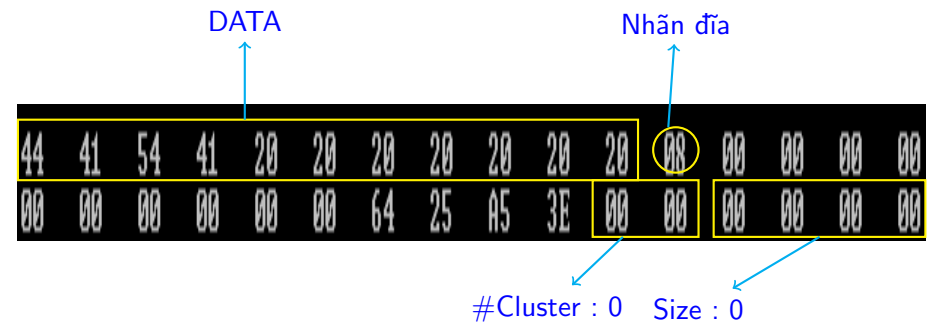 DATA
Nhãn đĩa
44 41 54 41 20 20 20 20 20 20 20 08 00 00 00 00
00 00 00 00 00 00 64 25 A5 3E 00 00 00 00 00 00
#Cluster : 0
Size : 0